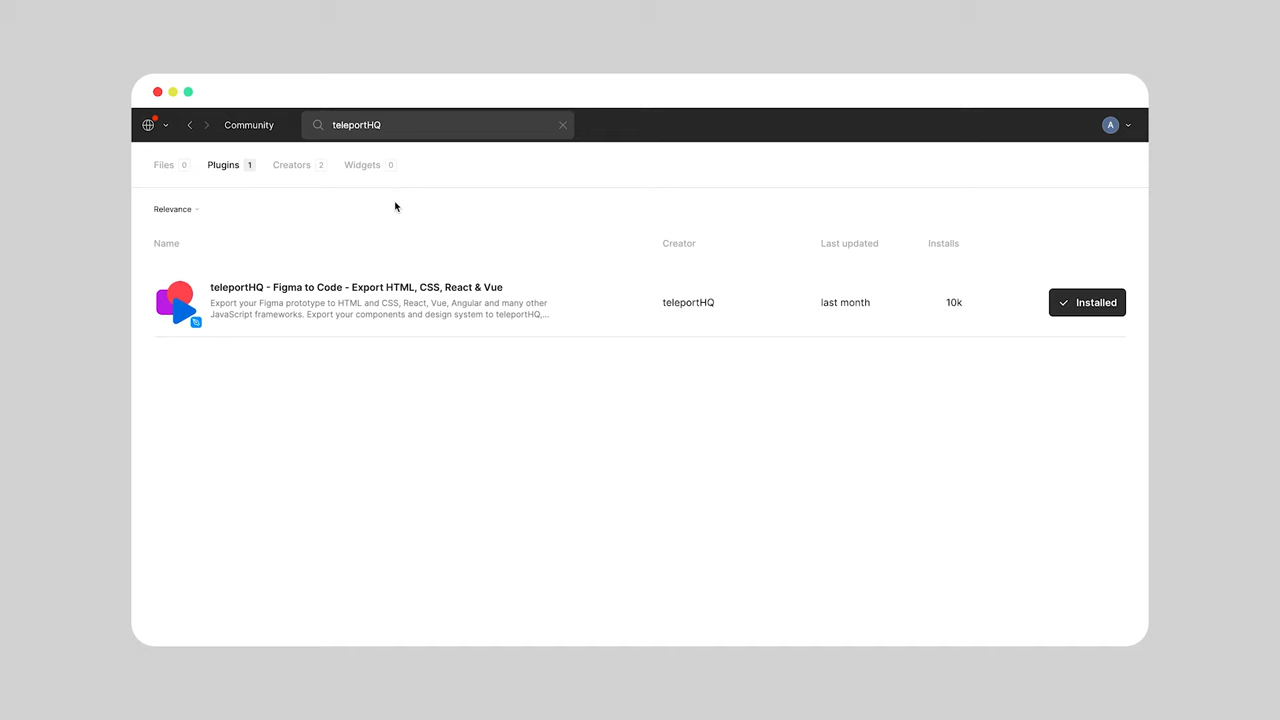 Community
teleportHQ
A
Files 0
Plugins 1
Creators 2
Widgets 0
Relevance
Name
Creator
Last updated
Installs
teleportHQ - Figma to Code - Export HTML, CSS, React & Vue
Export your Figma prototype to HTML and CSS, React, Vue, Angular and many other
JavaScript frameworks. Export your components and design system to teleportHQ,...
teleportHQ
last month
10k
Installed